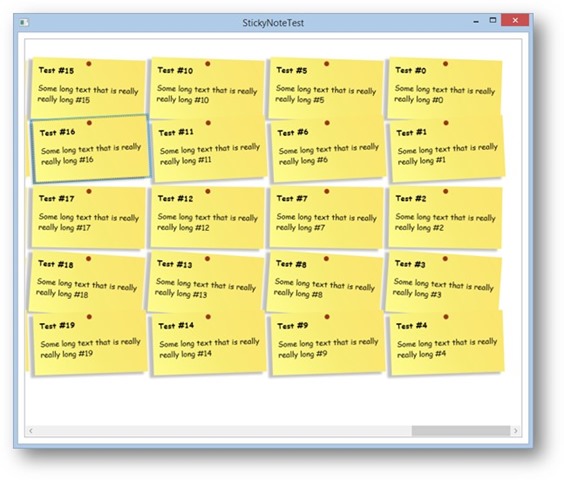 StickyNoteTest
Test #15
Some long text that is really
really long #15
Test #10
Some long text that is really
really long #10
Test #5
Some long text that is really
really long #5
Test #0
Some long text that is really
really long #0
Test #16
Some long text that is really
really long #16
Test #11
Some long text that is really
really long #11
Test #6
Some long text that is really
really long #6
Test #1
Some long text that is really
really long #1
Test #17
Some long text that is really
really long #17
Test #12
Some long text that is really
really long #12
Test #7
Some long text that is really
really long #7
Test #2
Some long text that is really
really long #2
Test #18
Some long text that is really
really long #18
Test #13
Some long text that is really
really long #13
Test #8
Some long text that is really
really long #8
Test #3
Some long text that is really
really long #3
Test #19
Some long text that is really
really long #19
Test #14
Some long text that is really
really long #14
Test #9
Some long text that is really
really long #9
Test #4
Some long text that is really
really long #4